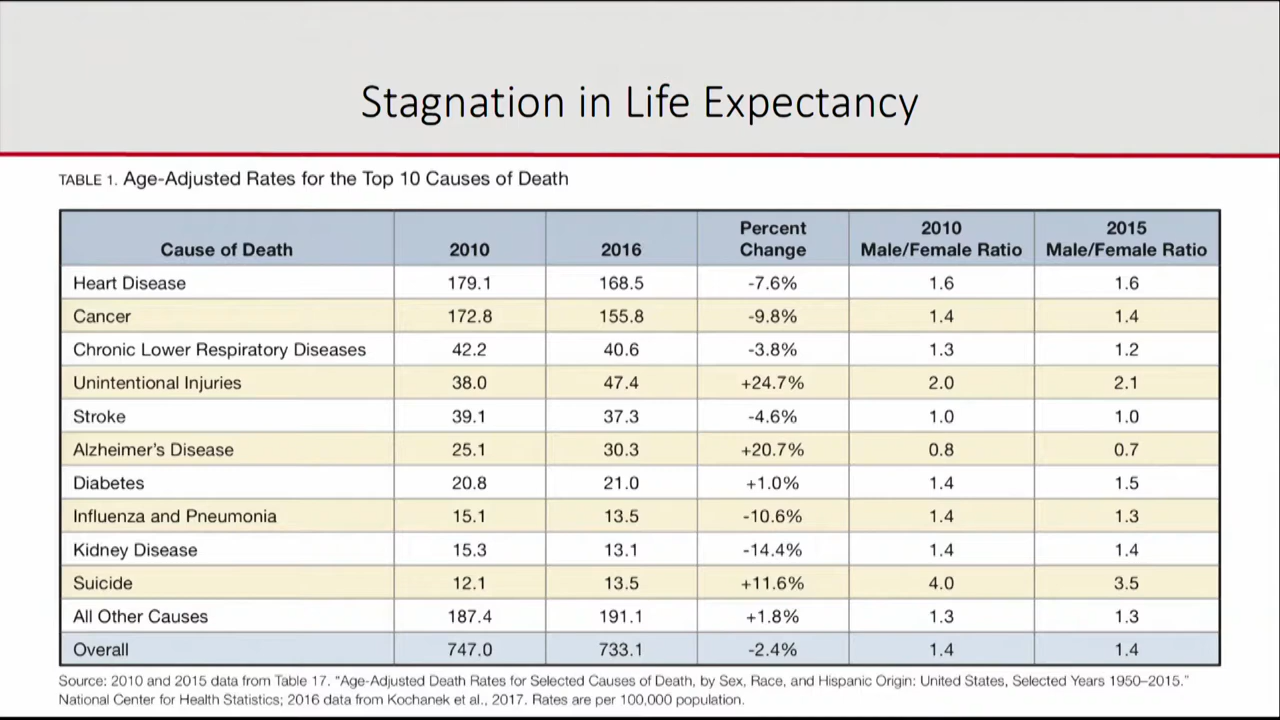 Stagnation in Life Expectancy
TABLE 1. Age-Adjusted Rates for the Top 10 Causes of Death
Cause of Death 2010 2016 Percent Change 2010 Male/Female Ratio 2015 Male/Female Ratio
Heart Disease 179.1 168.5 -7.6% 1.6 1.6
Cancer 172.8 155.8 -9.8% 1.4 1.4
Chronic Lower Respiratory Diseases 42.2 40.6 -3.8% 1.3 1.2
Unintentional Injuries 38.0 47.4 +24.7% 2.0 2.1
Stroke 39.1 37.3 -4.6% 1.0 1.0
Alzheimer's Disease 25.1 30.3 +20.7% 0.8 0.7
Diabetes 20.8 21.0 +1.0% 1.4 1.5
Influenza and Pneumonia 15.1 13.5 -10.6% 1.4 1.3
Kidney Disease 15.3 13.1 -14.4% 1.4 1.4
Suicide 12.1 13.5 +11.6% 4.0 3.5
All Other Causes 187.4 191.1 +1.8% 1.3 1.3
Overall 747.0 733.1 -2.4% 1.4 1.4
Source: 2010 and 2015 data from Table 17. "Age-Adjusted Death Rates for Selected Causes of Death, by Sex, Race, and Hispanic Origin: United States, Selected Years 1950–2015."
National Center for Health Statistics; 2016 data from Kochanek et al., 2017. Rates are per 100,000 population.